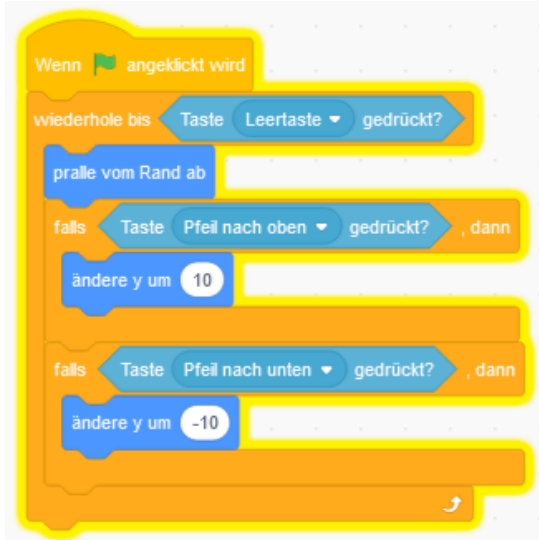 Wenn angeklickt wird
wiederhole bis Taste Leertaste gedrückt?
pralle vom Rand ab
falls Taste Pfeil nach oben gedrückt? , dann
ändere y um 10
falls Taste Pfeil nach unten gedrückt? , dann
ändere y um -10